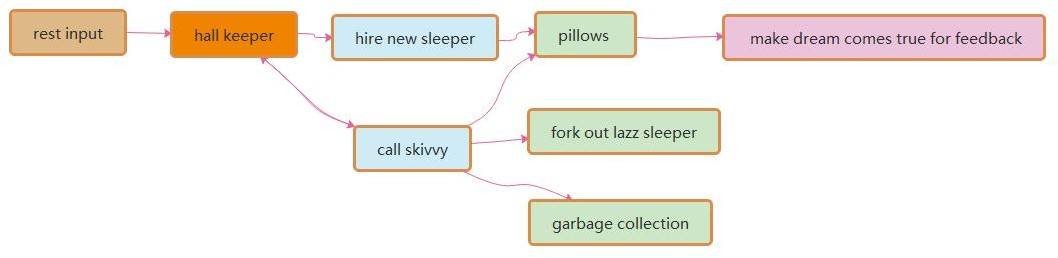 rest input
hall keeper
hire new sleeper
pillows
make dream comes true for feedback
call skivvy
fork out lazz sleeper
garbage collection